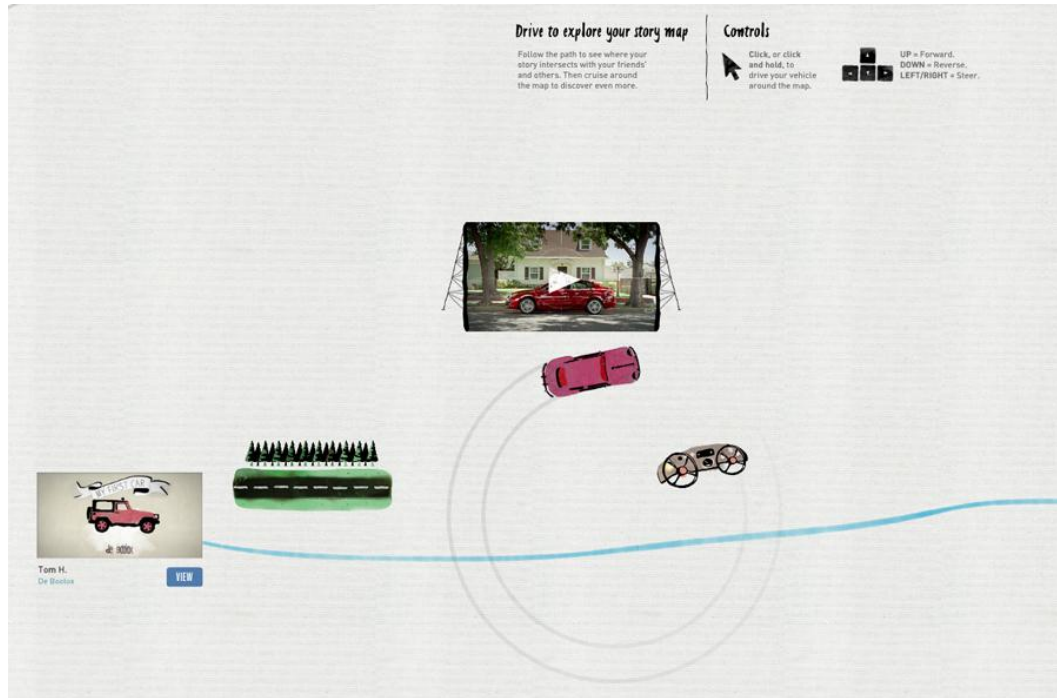 Drive to explore your story map
Follow the path to see where your
story intersects with your friends'
and others. Then cruise around
the map to discover even more.
Controls
Click, or click
and hold, to
drive your vehicle
around the map.
UP = Forward.
DOWN = Reverse.
LEFT/RIGHT = Steer.
MY FIRST CAR
Tom H.
VIEW